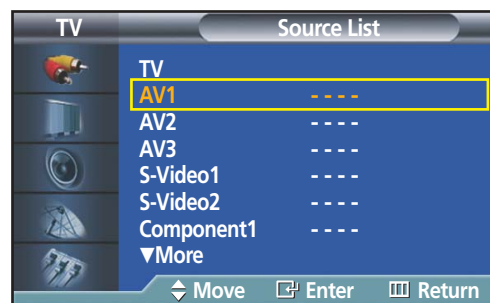 TV Source List
TV
AV1 - - - -
AV2 - - - -
AV3 - - - -
S-Video1 - - - -
S-Video2 - - - -
Component1 - - - -
▼More
Move Enter Return